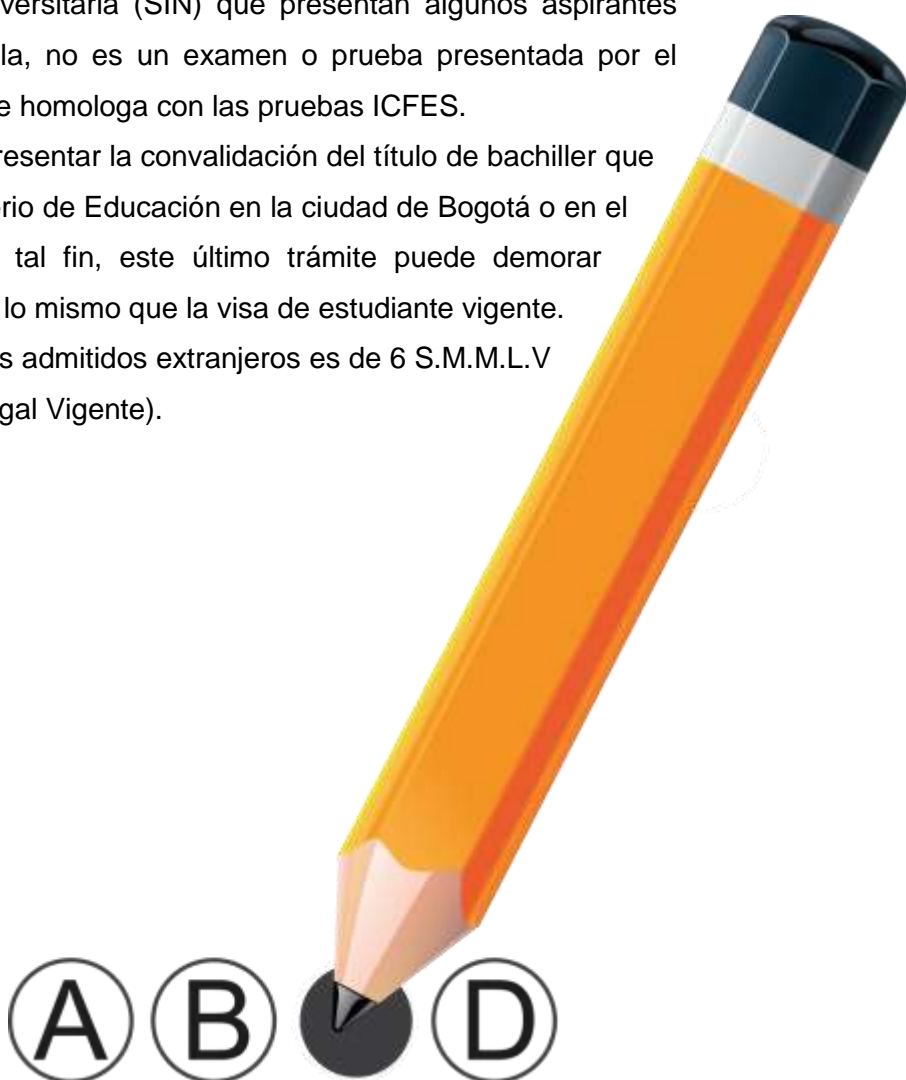 versitaria (SIN) que presentan algunos aspirantes
la, no es un examen o prueba presentada por el
e homologa con las pruebas ICFES.
resentar la convalidación del título de bachiller que
erio de Educación en la ciudad de Bogotá o en el
tal fin, este último trámite puede demorar
lo mismo que la visa de estudiante vigente.
s admitidos extranjeros es de 6 S.M.M.L.V
gal Vigente).
A B D